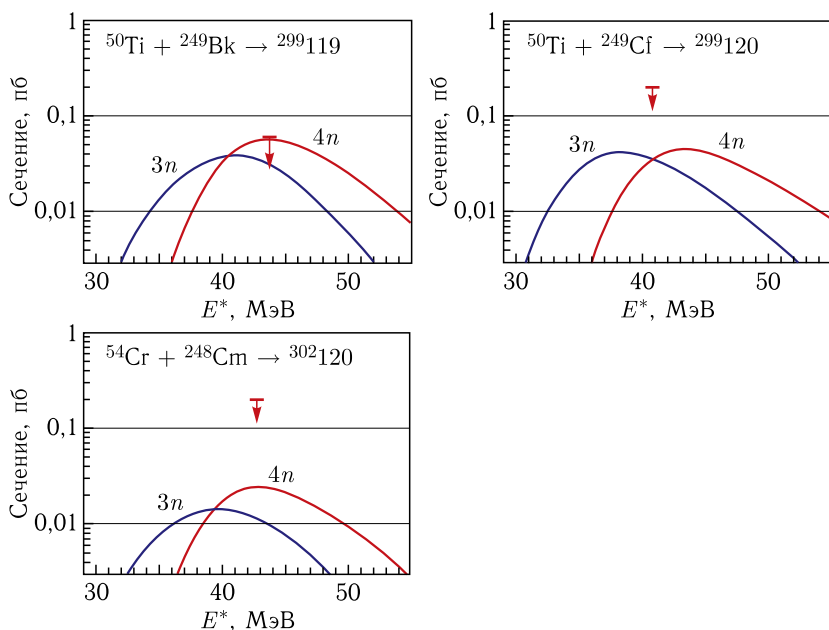 ⁵⁰Ti + ²⁴⁹Bk → ²⁹⁹119
Сечение, пб
1
0,1
0,01
3n
4n
30
40
50
E*, МэВ
⁵⁰Ti + ²⁴⁹Cf → ²⁹⁹120
Сечение, пб
1
0,1
0,01
3n
4n
30
40
50
E*, МэВ
⁵⁴Cr + ²⁴⁸Cm → ³⁰²120
Сечение, пб
1
0,1
0,01
3n
4n
30
40
50
E*, МэВ